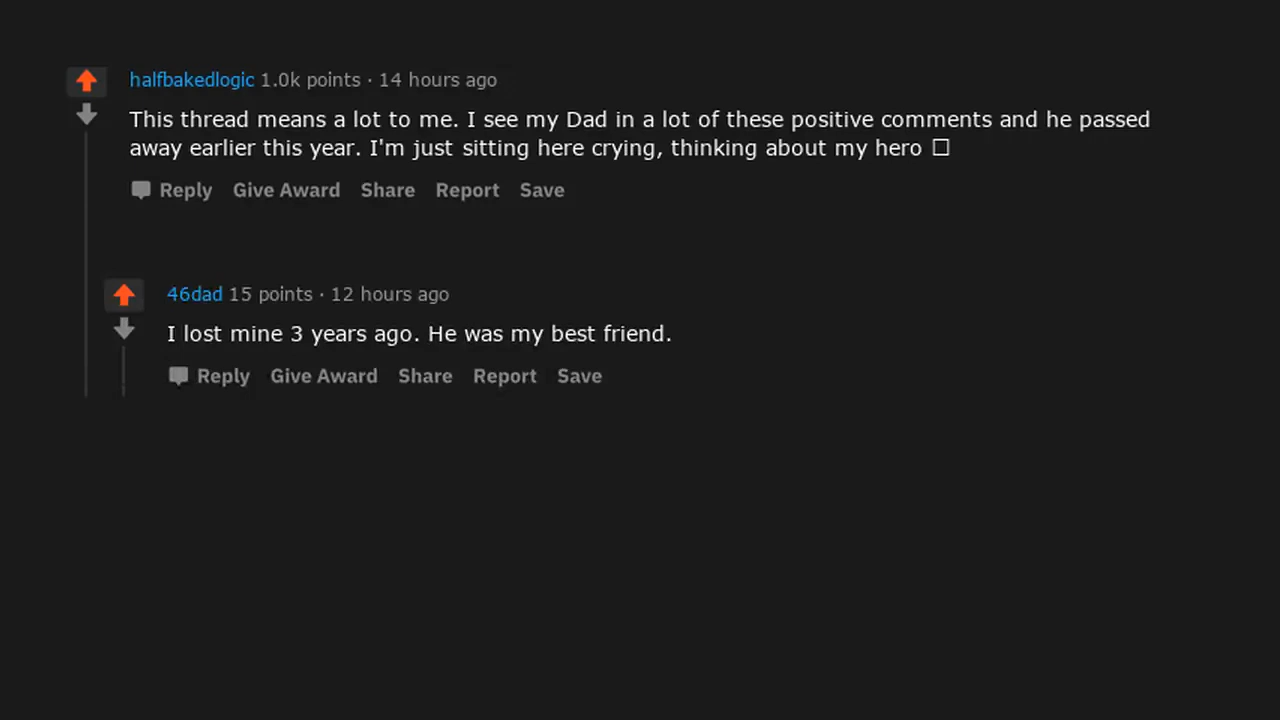 halfbakedlogic 1.0k points · 14 hours ago
This thread means a lot to me. I see my Dad in a lot of these positive comments and he passed
away earlier this year. I'm just sitting here crying, thinking about my hero □
Reply Give Award Share Report Save
46dad 15 points · 12 hours ago
I lost mine 3 years ago. He was my best friend.
Reply Give Award Share Report Save